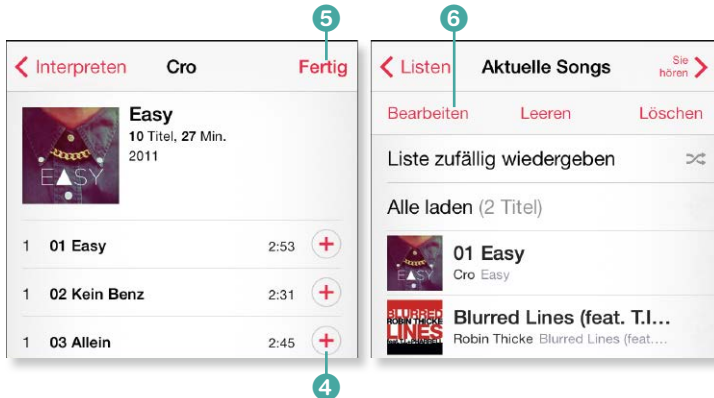 5
6
Interpreten Cro Fertig
Easy
10 Titel, 27 Min.
2011
EASY
1 01 Easy 2:53
1 02 Kein Benz 2:31
1 03 Allein 2:45
4
Listen Aktuelle Songs Sie hören
Bearbeiten Leeren Löschen
Liste zufällig wiedergeben
Alle laden (2 Titel)
EASY
01 Easy
Cro Easy
BLURRED
ROBIN THICKE
LINES
Blurred Lines (feat. T.I...
Robin Thicke Blurred Lines (feat....